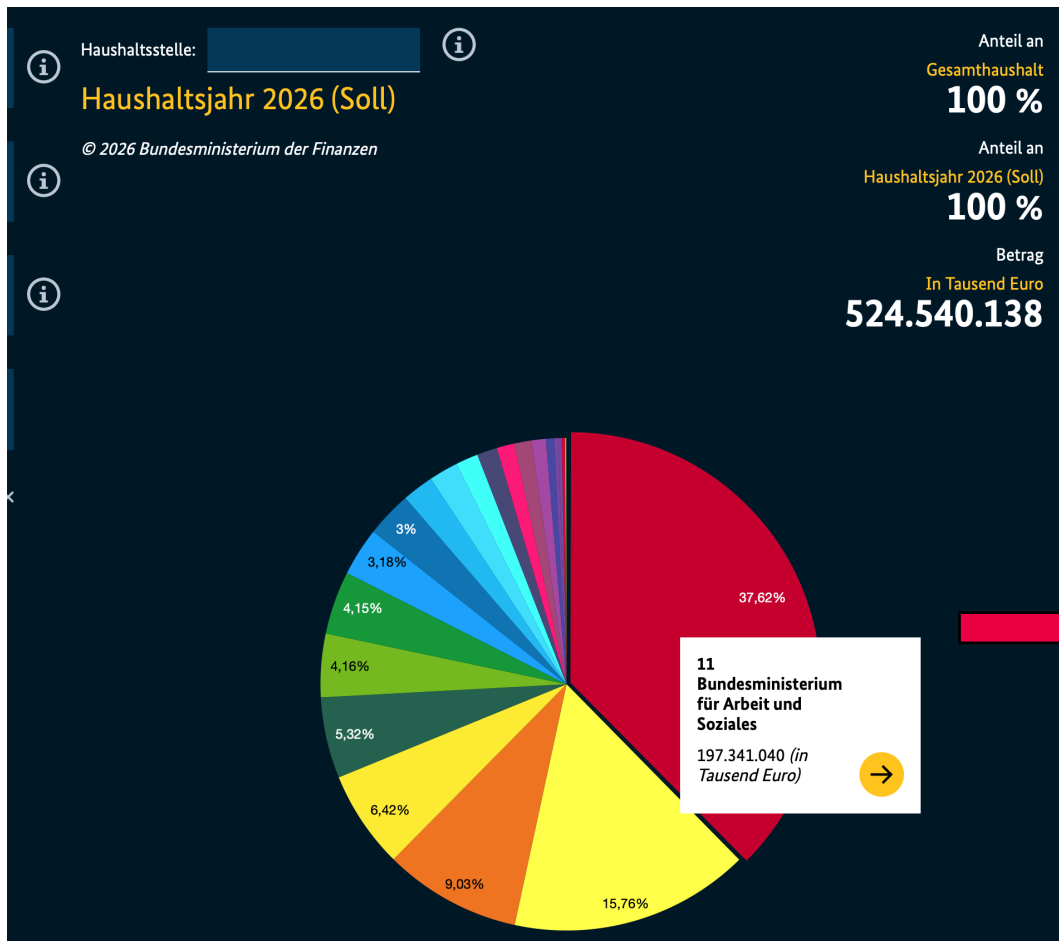 Haushaltsstelle:
Haushaltsjahr 2026 (Soll)
© 2026 Bundesministerium der Finanzen
Anteil an
Gesamthaushalt
100 %
Anteil an
Haushaltsjahr 2026 (Soll)
100 %
Betrag
In Tausend Euro
524.540.138
3%
3,18%
4,15%
4,16%
5,32%
6,42%
9,03%
15,76%
37,62%
11
Bundesministerium
für Arbeit und
Soziales
197.341.040 (in
Tausend Euro)